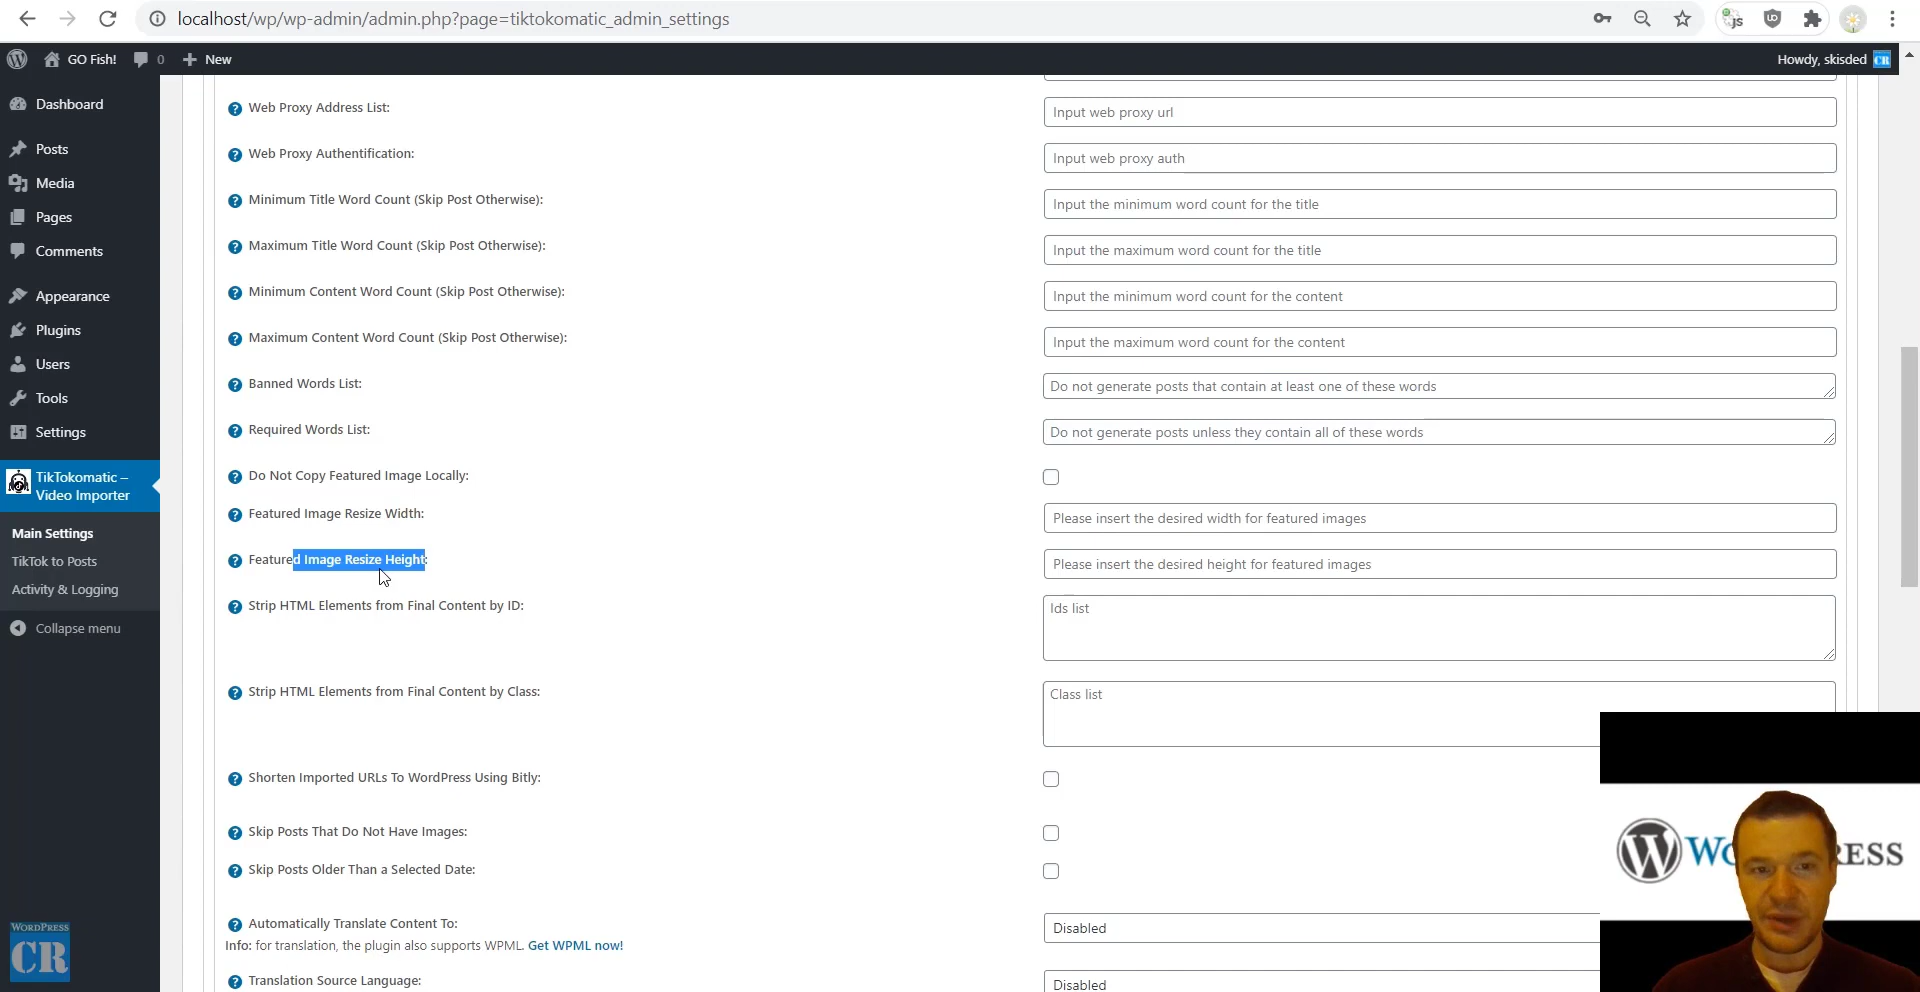 localhost/wp/wp-admin/admin.php?page=tiktokomatic_admin_settings
JS
GO Fish!
0
New
Howdy, skisded
CR
Dashboard
Posts
Media
Pages
Comments
Appearance
Plugins
Users
Tools
Settings
TikTokomatic –
Video Importer
Main Settings
TikTok to Posts
Activity & Logging
Collapse menu
WORDPRESS
CR
Web Proxy Address List:
Input web proxy url
Web Proxy Authentification:
Input web proxy auth
Minimum Title Word Count (Skip Post Otherwise):
Input the minimum word count for the title
Maximum Title Word Count (Skip Post Otherwise):
Input the maximum word count for the title
Minimum Content Word Count (Skip Post Otherwise):
Input the minimum word count for the content
Maximum Content Word Count (Skip Post Otherwise):
Input the maximum word count for the content
Banned Words List:
Do not generate posts that contain at least one of these words
Required Words List:
Do not generate posts unless they contain all of these words
Do Not Copy Featured Image Locally:
Featured Image Resize Width:
Please insert the desired width for featured images
Featured Image Resize Height:
Please insert the desired height for featured images
Strip HTML Elements from Final Content by ID:
Ids list
Strip HTML Elements from Final Content by Class:
Class list
Shorten Imported URLs To WordPress Using Bitly:
Skip Posts That Do Not Have Images:
Skip Posts Older Than a Selected Date:
Automatically Translate Content To:
Disabled
Info: for translation, the plugin also supports WPML. Get WPML now!
Translation Source Language:
Disabled